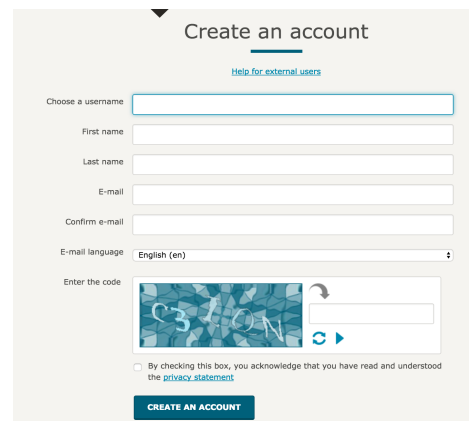 Create an account
Help for external users
Choose a username
First name
Last name
E-mail
Confirm e-mail
E-mail language
English (en)
Enter the code
By checking this box, you acknowledge that you have read and understood
the privacy statement
CREATE AN ACCOUNT